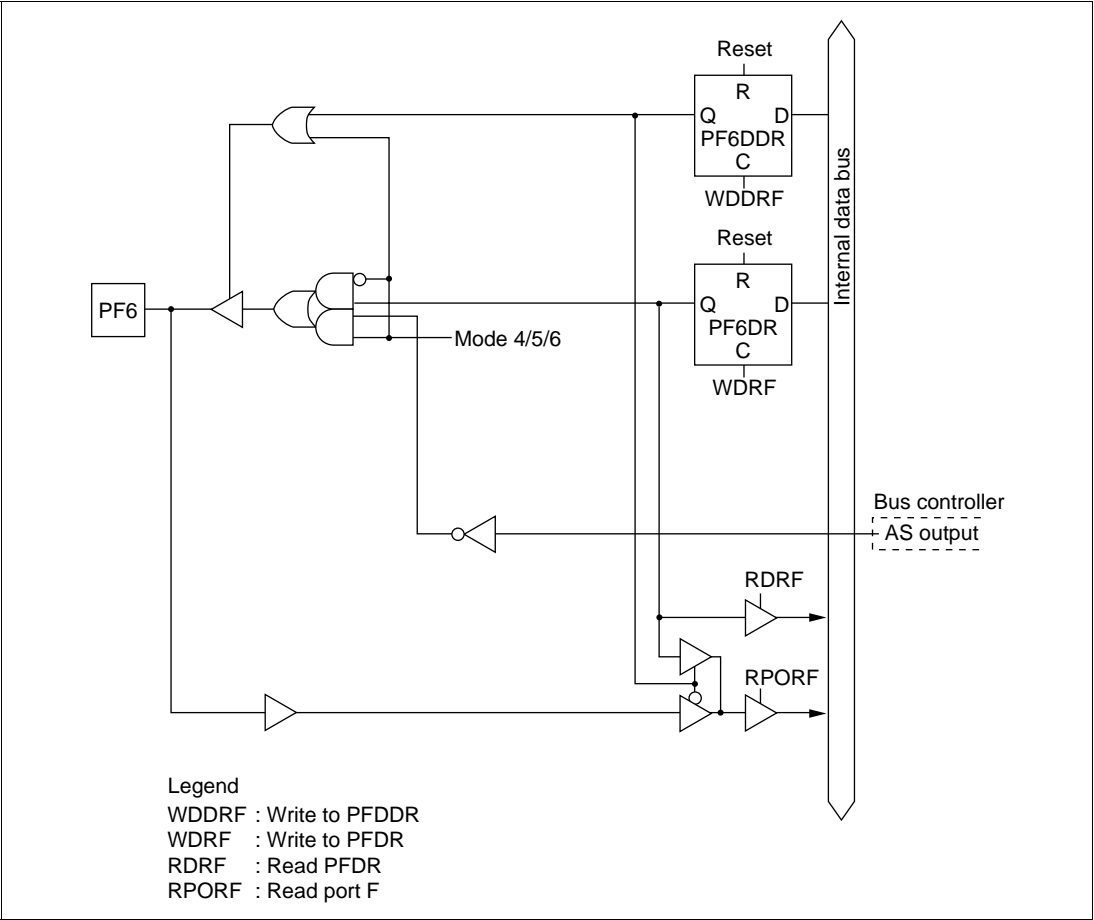 Reset
R
Q D
PF6DDR
C
WDDRF
Internal data bus
Reset
R
Q D
PF6DR
C
WDRF
PF6
Mode 4/5/6
Bus controller
AS output
RDRF
RPORF
Legend
WDDRF : Write to PFDDR
WDRF : Write to PFDR
RDRF : Read PFDR
RPORF : Read port F